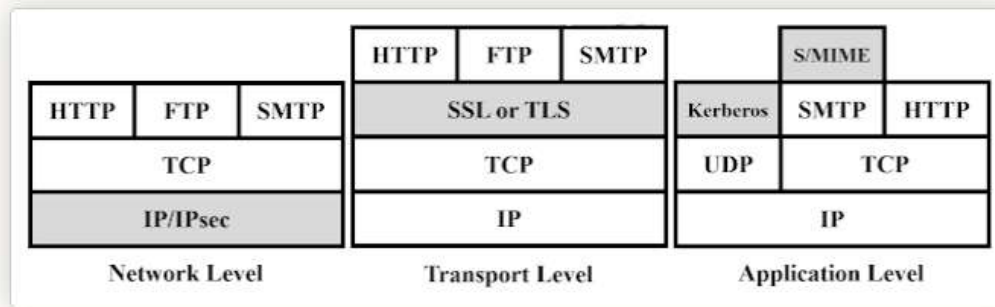 HTTP FTP SMTP
TCP
IP/IPsec
Network Level
HTTP FTP SMTP
SSL or TLS
TCP
IP
Transport Level
S/MIME
Kerberos SMTP HTTP
UDP TCP
IP
Application Level